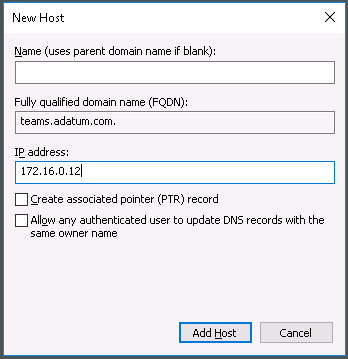 New Host
Name (uses parent domain name if blank):
Fully qualified domain name (FQDN):
teams.adatum.com.
IP address:
172.16.0.12
Create associated pointer (PTR) record
Allow any authenticated user to update DNS records with the
same owner name
Add Host
Cancel